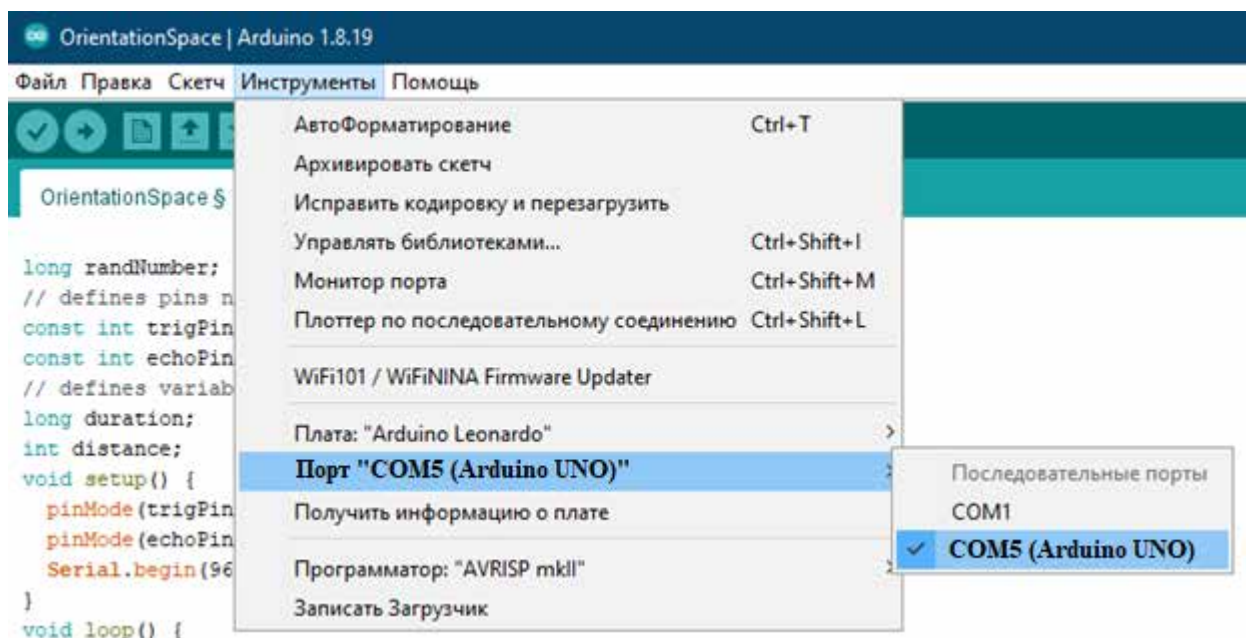 OrientationSpace | Arduino 1.8.19
Файл Правка Скетч Инструменты Помощь
OrientationSpace §
long randNumber;
// defines pins n
const int trigPin
const int echoPin
// defines variab
long duration;
int distance;
void setup() {
pinMode(trigPin
pinMode(echoPin
Serial.begin(96
}
void loop() {
АвтоФорматирование Ctrl+T
Архивировать скетч
Исправить кодировку и перезагрузить
Управлять библиотеками... Ctrl+Shift+I
Монитор порта Ctrl+Shift+M
Плоттер по последовательному соединению Ctrl+Shift+L
WiFi101 / WiFiNINA Firmware Updater
Плата: "Arduino Leonardo"
Порт "COM5 (Arduino UNO)"
Получить информацию о плате
Программатор: "AVRISP mkII"
Записать Загрузчик
Последовательные порты
COM1
COM5 (Arduino UNO)